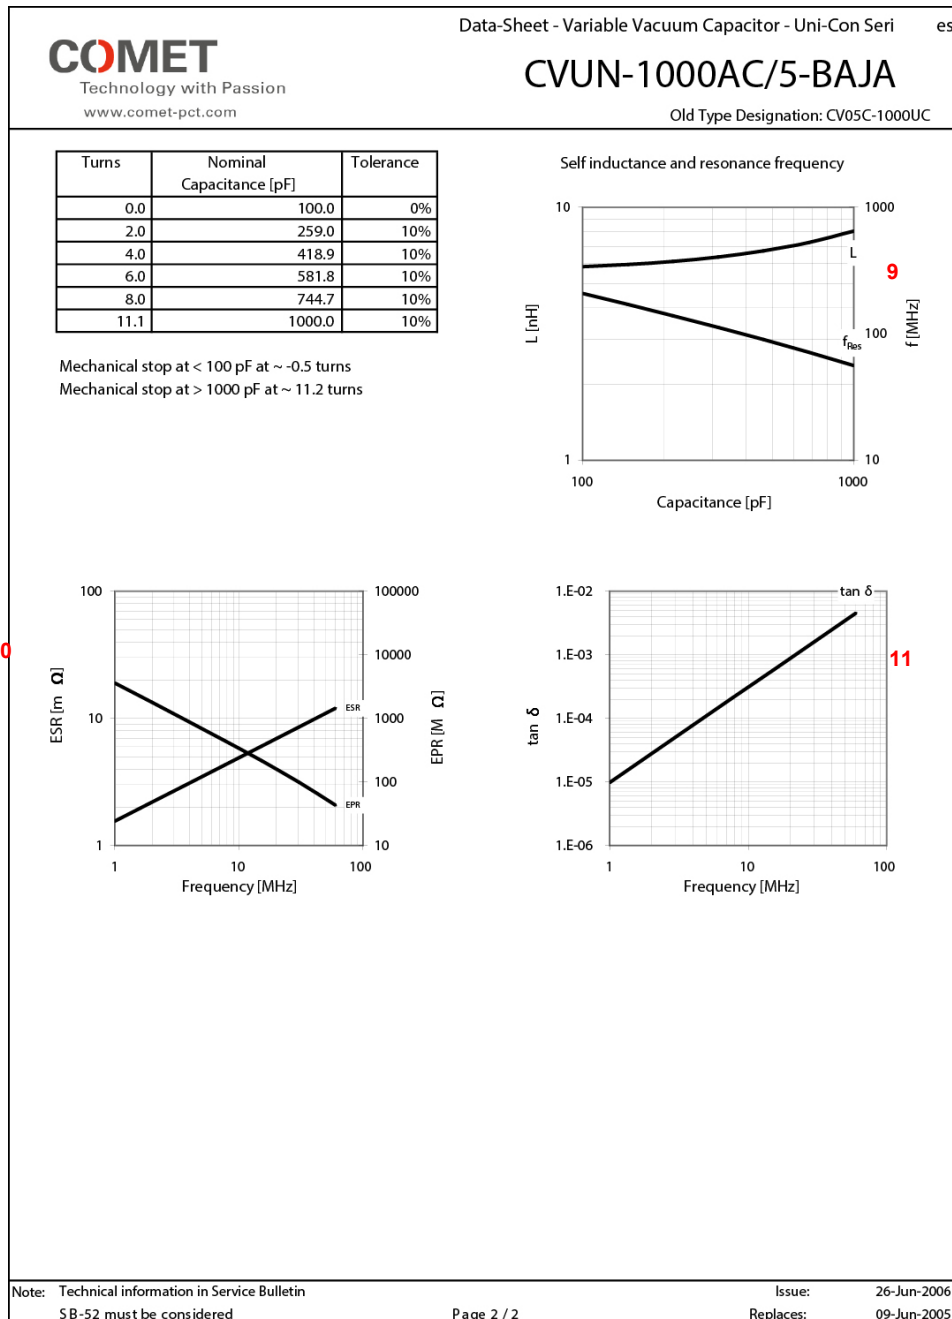 Data-Sheet - Variable Vacuum Capacitor - Uni-Con Seri es
COMET
Technology with Passion
www.comet-pct.com
CVUN-1000AC/5-BAJA
Old Type Designation: CV05C-1000UC
Turns Nominal Capacitance [pF] Tolerance
0.0 100.0 0%
2.0 259.0 10%
4.0 418.9 10%
6.0 581.8 10%
8.0 744.7 10%
11.1 1000.0 10%
Mechanical stop at < 100 pF at ~ -0.5 turns
Mechanical stop at > 1000 pF at ~ 11.2 turns
Self inductance and resonance frequency
10 1000
L
9
L [nH]
fRes
100
f [MHz]
1 10
100 1000
Capacitance [pF]
100 100000
0
10000
ESR [m Ω]
ESR
10 1000
EPR [M Ω]
100
EPR
1 10
1 10 100
Frequency [MHz]
1.E-02
tan δ
1.E-03
11
tan δ
1.E-04
1.E-05
1.E-06
1 10 100
Frequency [MHz]
Note: Technical information in Service Bulletin Issue: 26-Jun-2006
SB-52 must be considered Page 2 / 2 Replaces: 09-Jun-2005